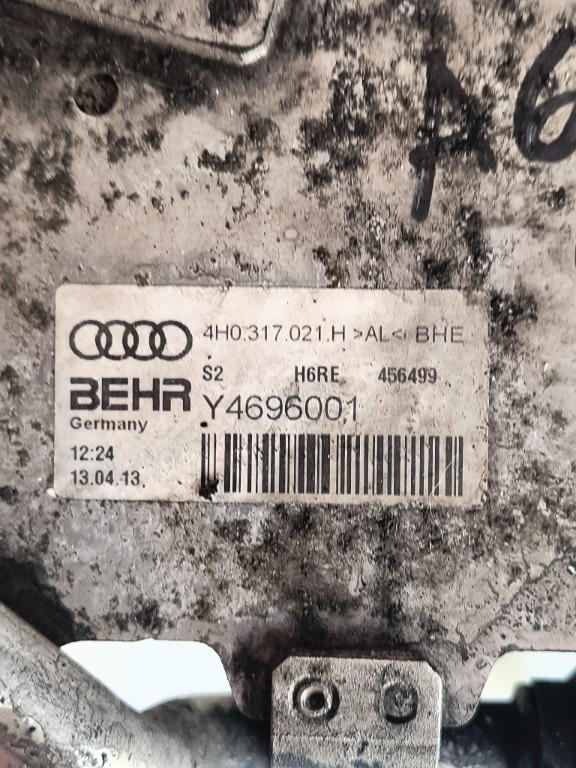 A6
4H0.317.021.H >AL< BHE
S2 H6RE 456499
BEHR Y4696001
Germany
12:24
13.04.13